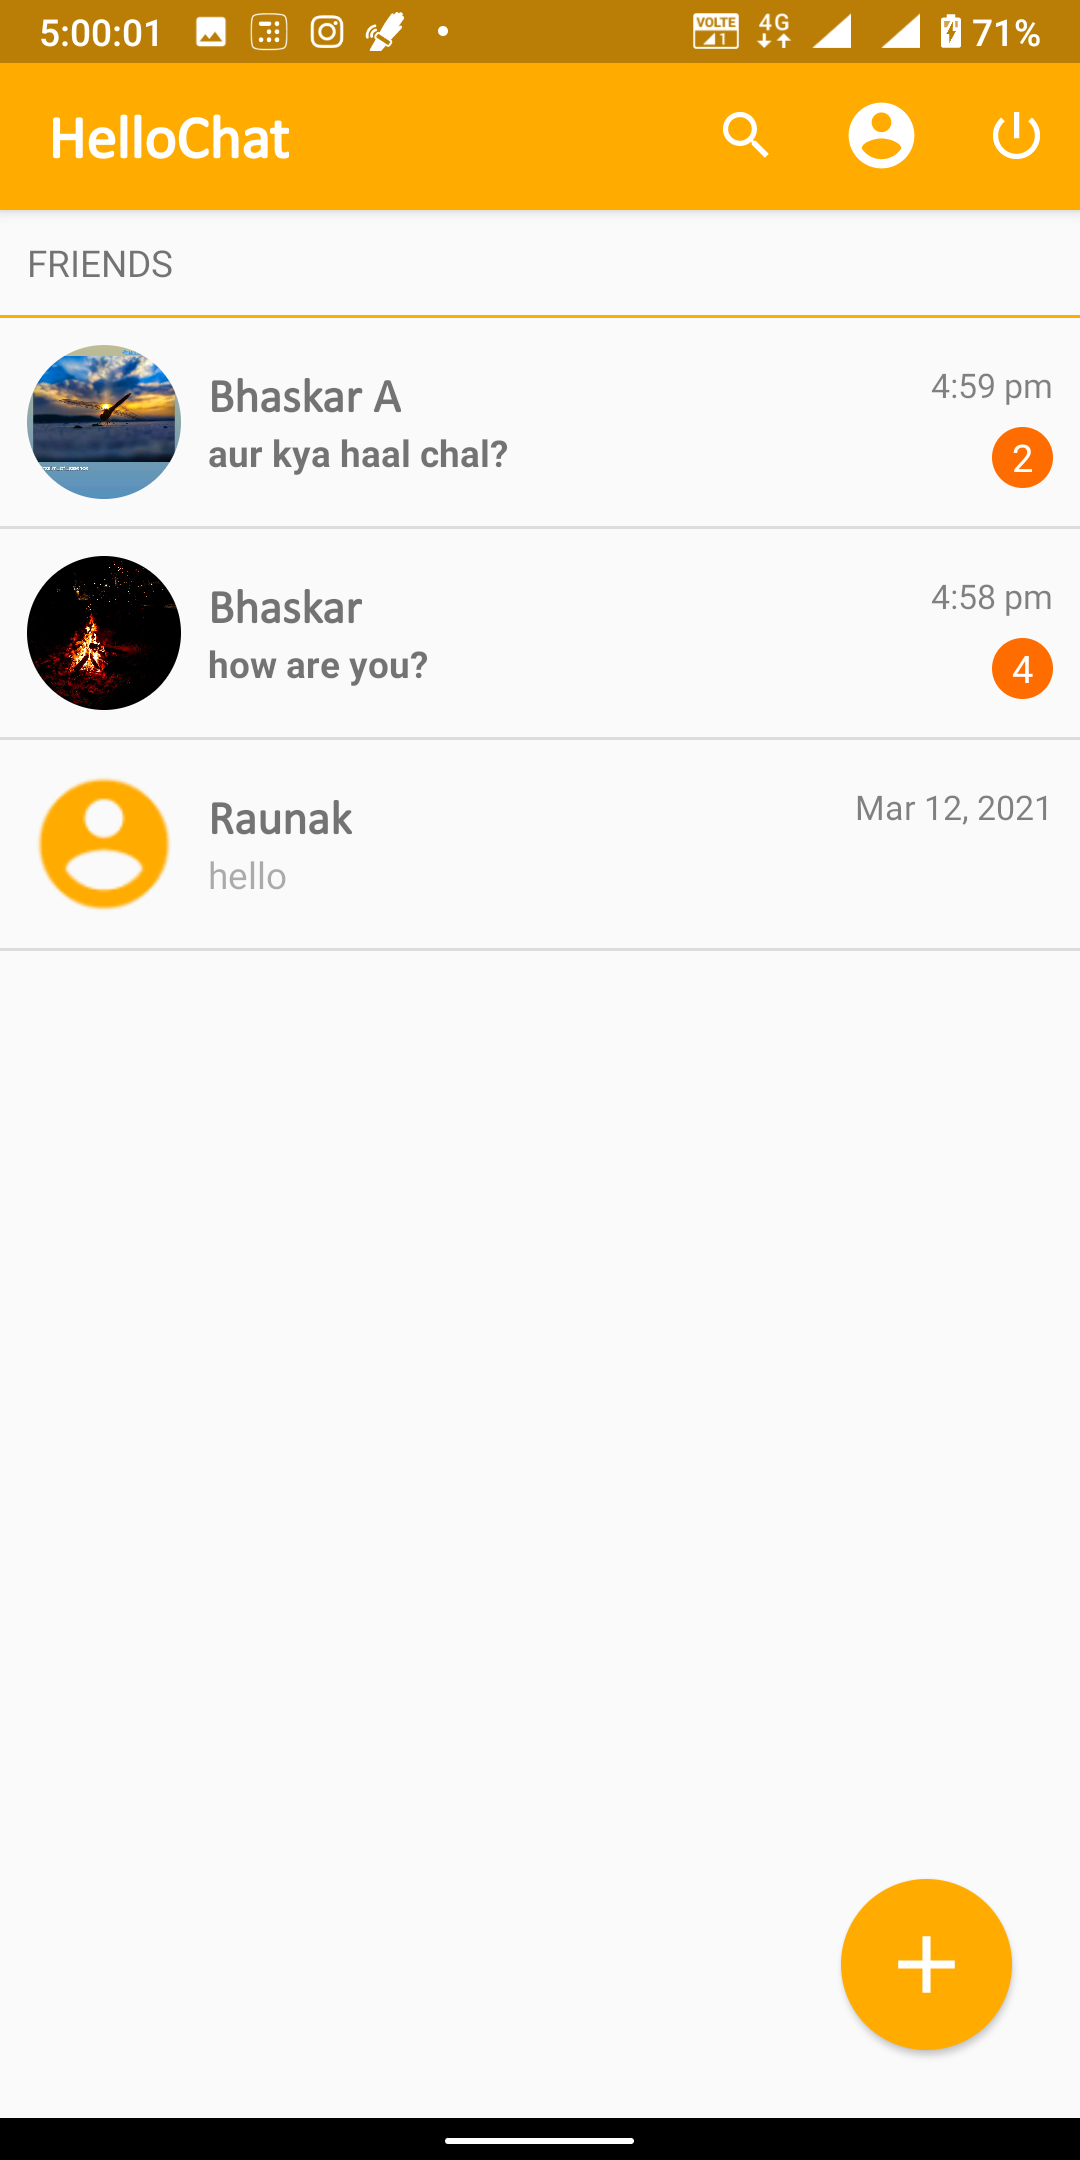 5:00:01 VOLTE 1 4G 71%
HelloChat
FRIENDS
Bhaskar A 4:59 pm
aur kya haal chal? 2
Bhaskar 4:58 pm
how are you? 4
Raunak Mar 12, 2021
hello